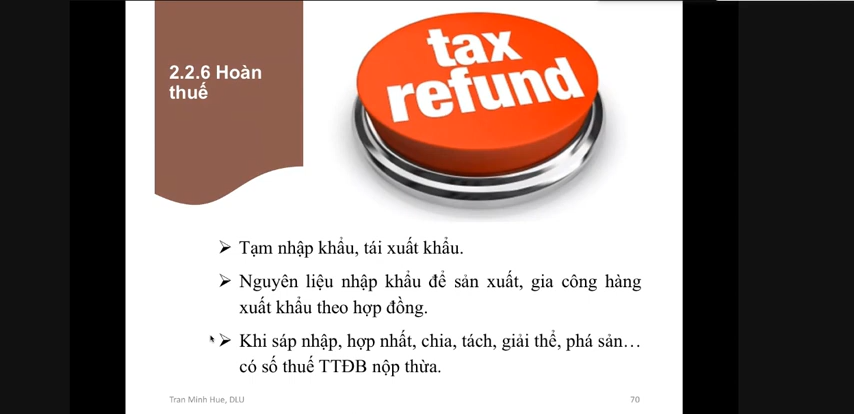 2.2.6 Hoàn
thuế
tax
refund
➢ Tạm nhập khẩu, tái xuất khẩu.
➢ Nguyên liệu nhập khẩu để sản xuất, gia công hàng
xuất khẩu theo hợp đồng.
➢ Khi sáp nhập, hợp nhất, chia, tách, giải thể, phá sản…
có số thuế TTĐB nộp thừa.
Tran Minh Hue, DLU
70